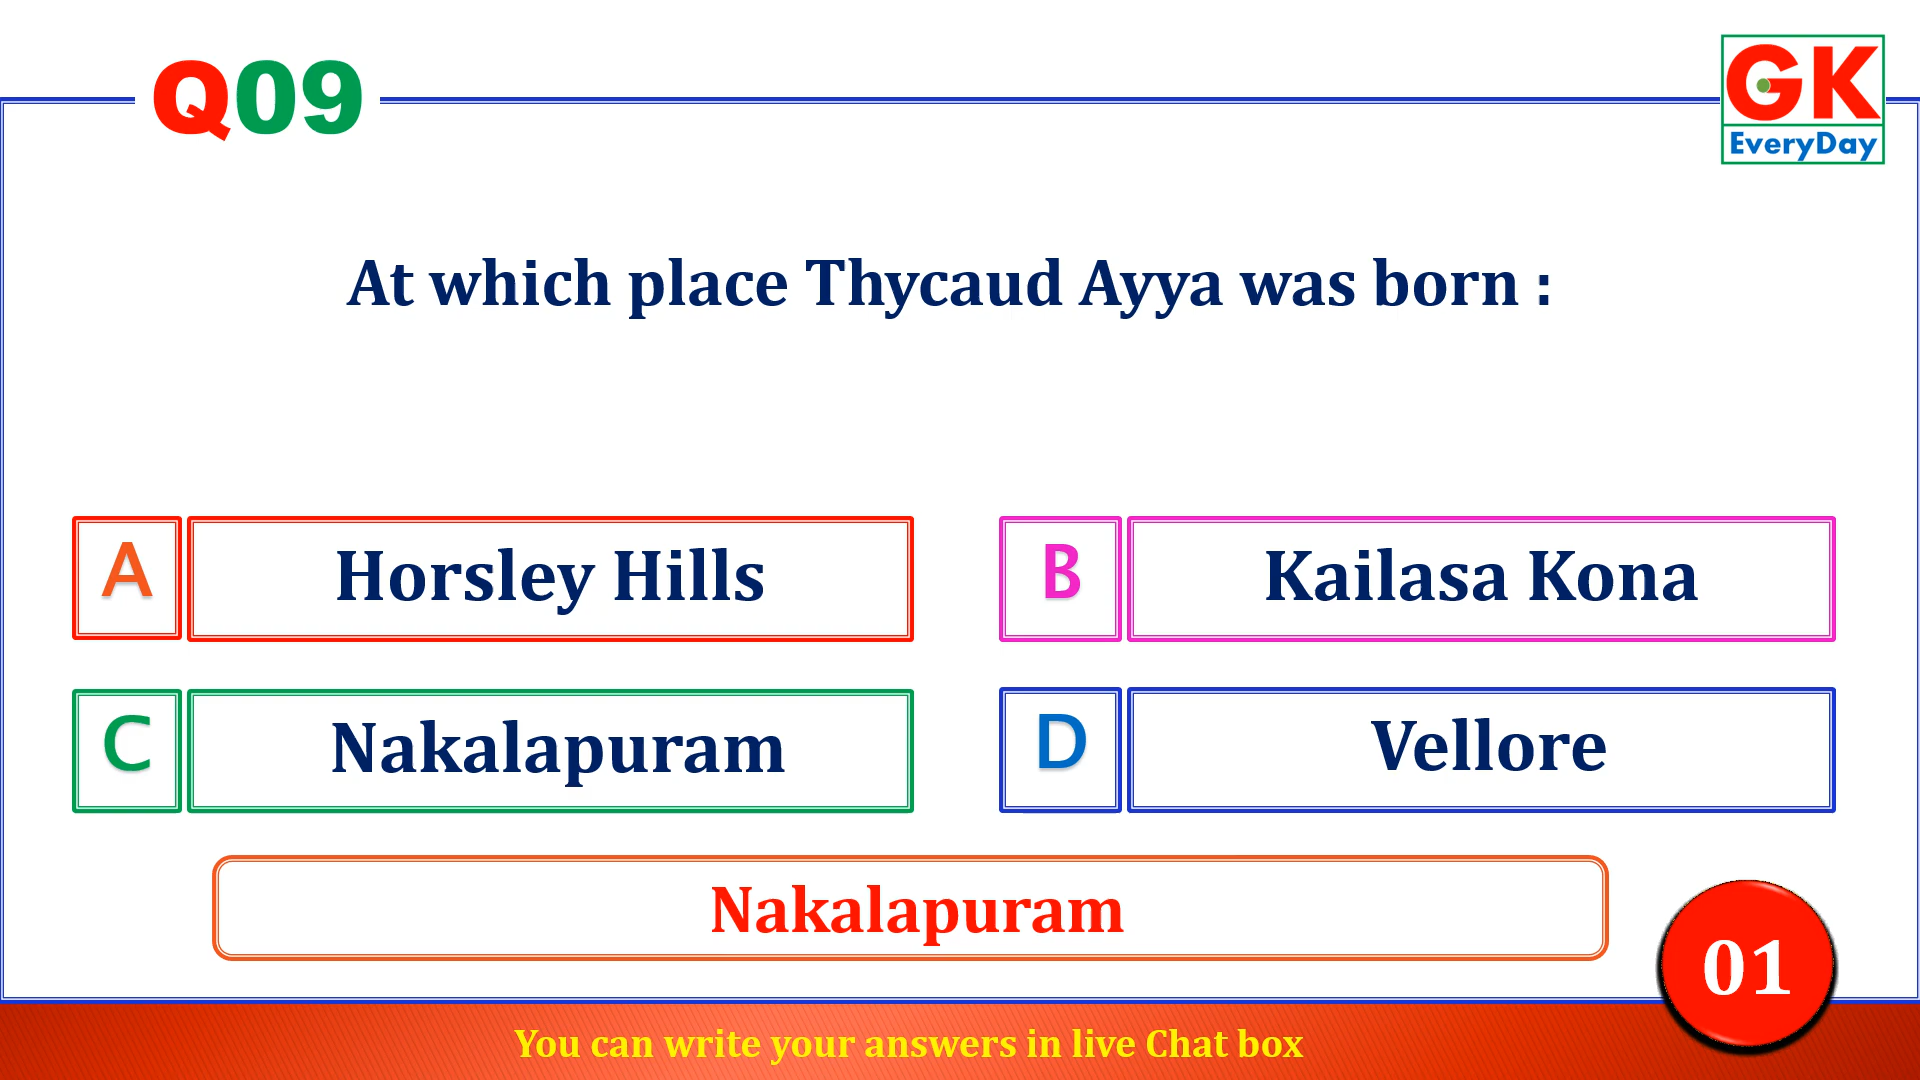 Q09
GK
EveryDay
At which place Thycaud Ayya was born :
A
Horsley Hills
B
Kailasa Kona
C
Nakalapuram
D
Vellore
Nakalapuram
01
You can write your answers in live Chat box